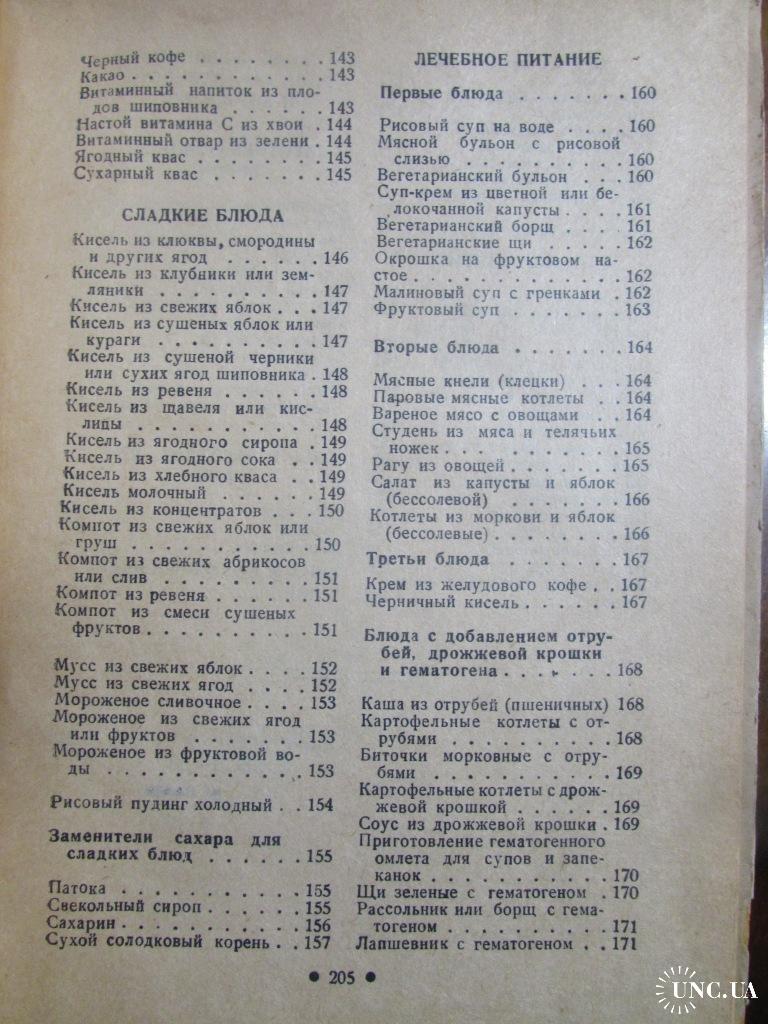 Черный кофе . . . . . . . . 143
Какао . . . . . . . . . . . 143
Витаминный напиток из пло-
дов шиповника . . . . . . 143
Настой витамина С из хвои . 144
Витаминный отвар из зелени . 144
Ягодный квас . . . . . . . . 145
Сухарный квас . . . . . . . 145
СЛАДКИЕ БЛЮДА
Кисель из клюквы, смородины
и других ягод . . . . . . 146
Кисель из клубники или зем-
ляники . . . . . . . . . . 147
Кисель из свежих яблок . . . 147
Кисель из сушеных яблок или
кураги . . . . . . . . . . 147
Кисель из сушеной черники
или сухих ягод шиповника . 148
Кисель из ревеня . . . . . . 148
Кисель из щавеля или кис-
лицы . . . . . . . . . . . 148
Кисель из ягодного сиропа . 149
Кисель из ягодного сока . . 149
Кисель из хлебного кваса . . 149
Кисель молочный . . . . . . 149
Кисель из концентратов . . . 150
Компот из свежих яблок или
груш . . . . . . . . . . . 150
Компот из свежих абрикосов
или слив . . . . . . . . . 151
Компот из ревеня . . . . . . 151
Компот из смеси сушеных
фруктов . . . . . . . . . . 151
Мусс из свежих яблок . . . . 152
Мусс из свежих ягод . . . . 152
Мороженое сливочное . . . . 153
Мороженое из свежих ягод
или фруктов . . . . . . . 153
Мороженое из фруктовой во-
ды . . . . . . . . . . . . 153
Рисовый пудинг холодный . . 154
Заменители сахара для
сладких блюд . . . . . . 155
Патока . . . . . . . . . . . 155
Свекольный сироп . . . . . . 155
Сахарин . . . . . . . . . . . 156
Сухой солодковый корень . . 157
ЛЕЧЕБНОЕ ПИТАНИЕ
Первые блюда . . . . . . . 160
Рисовый суп на воде . . . . 160
Мясной бульон с рисовой
слизью . . . . . . . . . . 160
Вегетарианский бульон . . . 160
Суп-крем из цветной или бе-
локочанной капусты . . . . 161
Вегетарианский борщ . . . . 161
Вегетарианские щи . . . . . 162
Окрошка на фруктовом на-
стое . . . . . . . . . . . . 162
Малиновый суп с гренками . 162
Фруктовый суп . . . . . . . 163
Вторые блюда . . . . . . . 164
Мясные кнели (клецки) . . . 164
Паровые мясные котлеты . . 164
Вареное мясо с овощами . . 164
Студень из мяса и телячьих
ножек . . . . . . . . . . . 165
Рагу из овощей . . . . . . . 165
Салат из капусты и яблок
(бессолевой) . . . . . . . 166
Котлеты из моркови и яблок
(бессолевые) . . . . . . . 166
Третьи блюда . . . . . . . 167
Крем из желудового кофе . . 167
Черничный кисель . . . . . . 167
Блюда с добавлением отру-
бей, дрожжевой крошки
и гематогена . . . . . . . 168
Каша из отрубей (пшеничных) 168
Картофельные котлеты с от-
рубями . . . . . . . . . . 168
Биточки морковные с отру-
бями . . . . . . . . . . . 169
Картофельные котлеты с дрож-
жевой крошкой . . . . . . 169
Соус из дрожжевой крошки . 169
Приготовление гематогенного
омлета для супов и запе-
канок . . . . . . . . . . . 170
Щи зеленые с гематогеном . 170
Рассольник или борщ с гема-
тогеном . . . . . . . . . . 171
Лапшевник с гематогеном . . 171
• 205 •
UNC.UA